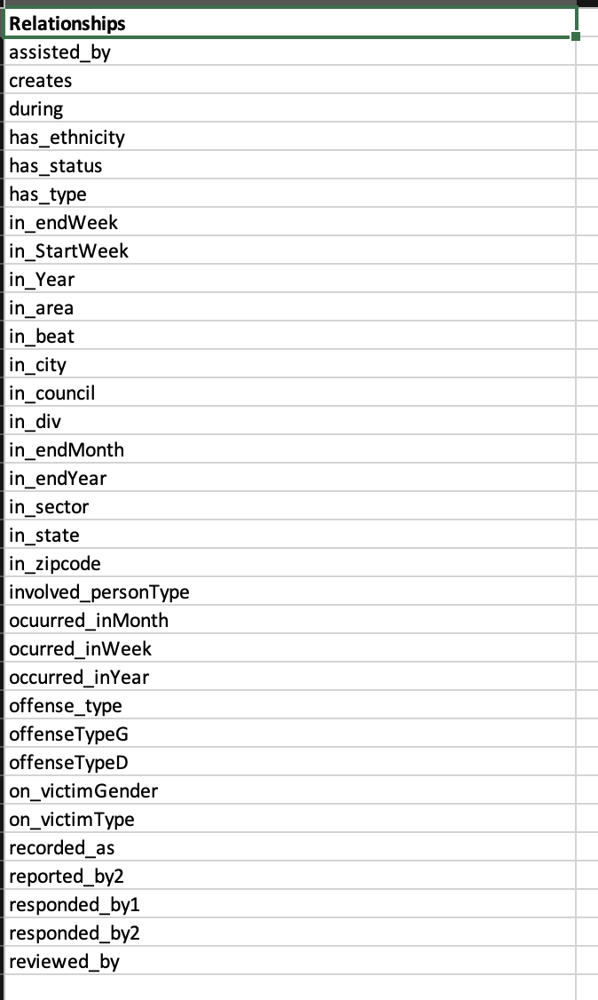 Relationships
assisted_by
creates
during
has_ethnicity
has_status
has_type
in_endWeek
in_StartWeek
in_Year
in_area
in_beat
in_city
in_council
in_div
in_endMonth
in_endYear
in_sector
in_state
in_zipcode
involved_personType
ocuurred_inMonth
ocurred_inWeek
occurred_inYear
offense_type
offenseTypeG
offenseTypeD
on_victimGender
on_victimType
recorded_as
reported_by2
responded_by1
responded_by2
reviewed_by